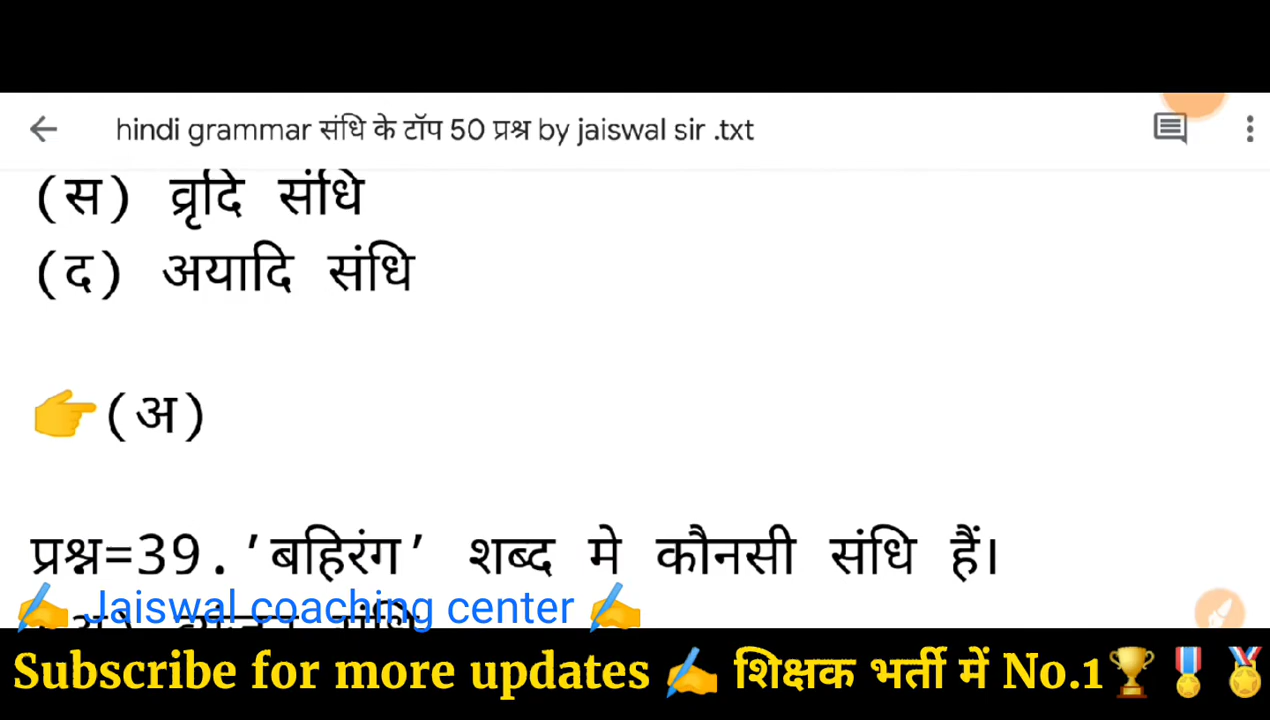 hindi grammar संधि के टॉप 50 प्रश्न by jaiswal sir .txt
(स) व्रृदि संधि
(द) अयादि संधि
👉(अ)
प्रश्न=39.’बहिरंग’ शब्द मे कौनसी संधि हैं।
✍️ Jaiswal coaching center ✍️
Subscribe for more updates ✍️ शिक्षक भर्ती में No.1🏆🎖️🏅